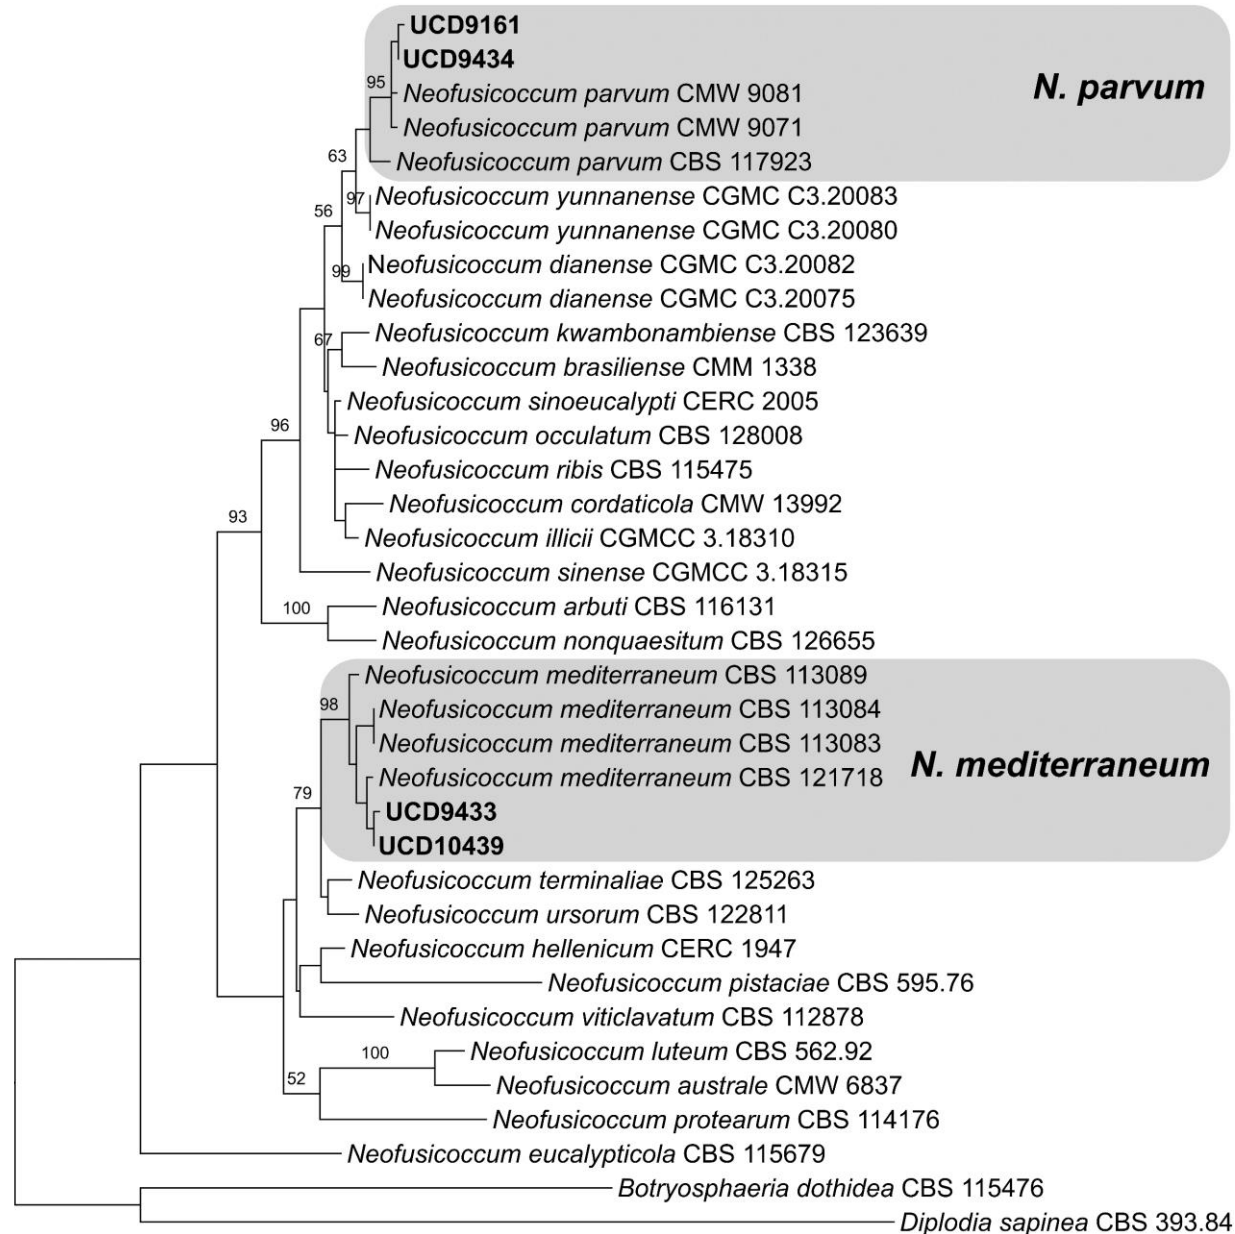 UCD9161
UCD9434
95
Neofusicoccum parvum CMW 9081
N. parvum
Neofusicoccum parvum CMW 9071
63
Neofusicoccum parvum CBS 117923
97
Neofusicoccum yunnanense CGMC C3.20083
56
Neofusicoccum yunnanense CGMC C3.20080
99
Neofusicoccum dianense CGMC C3.20082
Neofusicoccum dianense CGMC C3.20075
67
Neofusicoccum kwambonambiense CBS 123639
Neofusicoccum brasiliense CMM 1338
Neofusicoccum sinoeucalypti CERC 2005
96
Neofusicoccum occulatum CBS 128008
Neofusicoccum ribis CBS 115475
93
Neofusicoccum cordaticola CMW 13992
Neofusicoccum illicii CGMCC 3.18310
Neofusicoccum sinense CGMCC 3.18315
100
Neofusicoccum arbuti CBS 116131
Neofusicoccum nonquaesitum CBS 126655
Neofusicoccum mediterraneum CBS 113089
98
Neofusicoccum mediterraneum CBS 113084
Neofusicoccum mediterraneum CBS 113083
N. mediterraneum
Neofusicoccum mediterraneum CBS 121718
79
UCD9433
UCD10439
Neofusicoccum terminaliae CBS 125263
Neofusicoccum ursorum CBS 122811
Neofusicoccum hellenicum CERC 1947
Neofusicoccum pistaciae CBS 595.76
Neofusicoccum viticlavatum CBS 112878
100
Neofusicoccum luteum CBS 562.92
52
Neofusicoccum australe CMW 6837
Neofusicoccum protearum CBS 114176
Neofusicoccum eucalypticola CBS 115679
Botryosphaeria dothidea CBS 115476
Diplodia sapinea CBS 393.84